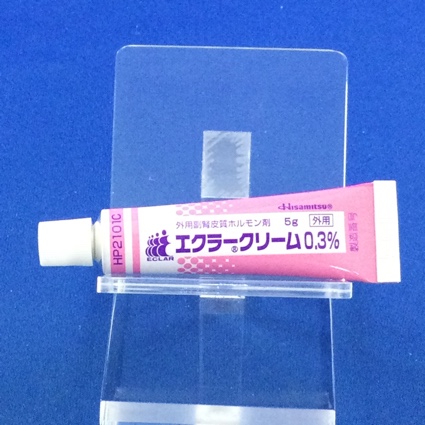 Hisamitsu®
外用副腎皮質ホルモン剤 5g 外用
エクラー®クリーム0.3%
ECLAR
HP2101C